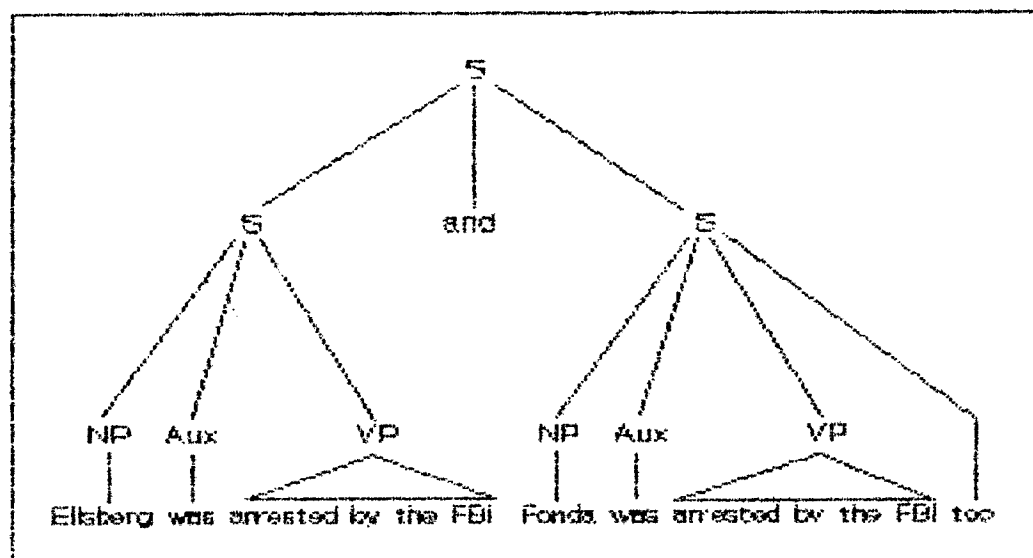 S
S and S
NP Aux VP NP Aux VP
Ellsberg was arrested by the FBI Fonda was arrested by the FBI too